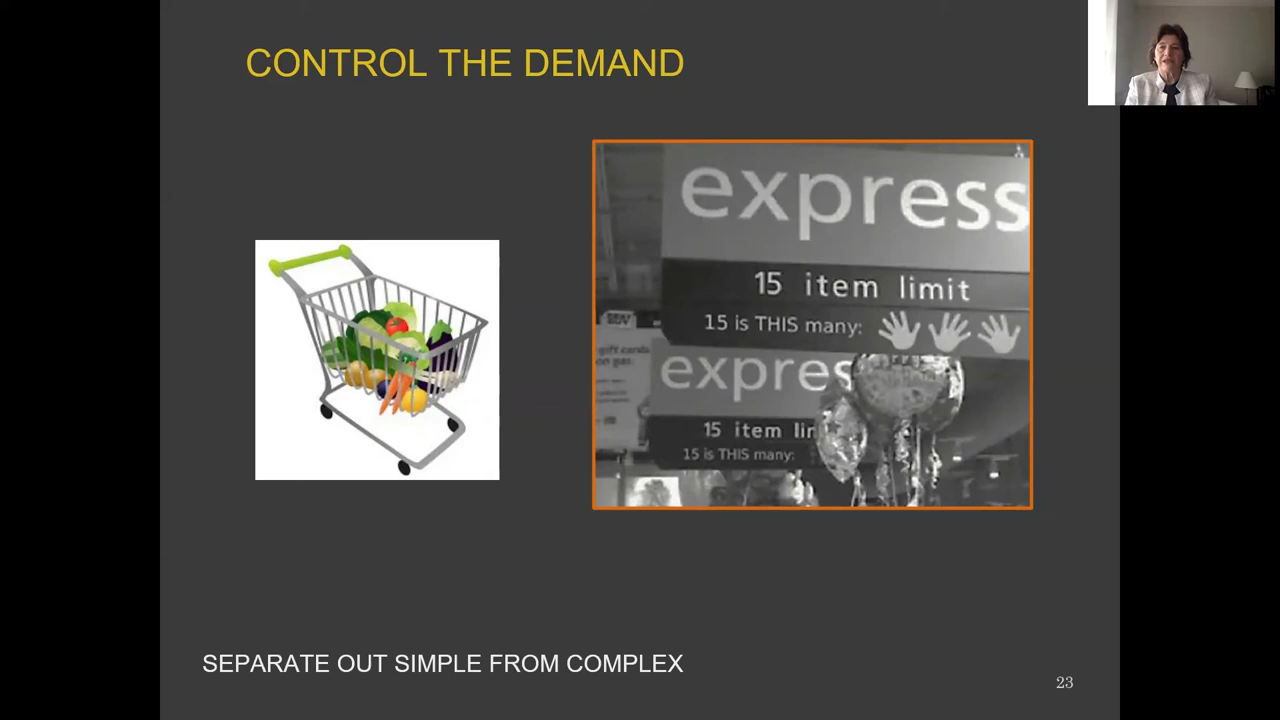 CONTROL THE DEMAND
express
15 item limit
15 is THIS many:
gift cards
on gas.
expres
15 item lim
15 is THIS many:
SEPARATE OUT SIMPLE FROM COMPLEX
23